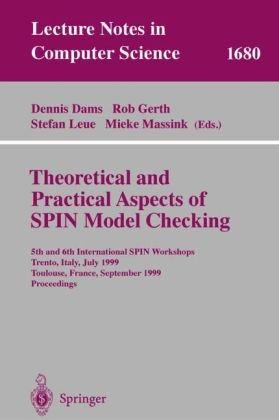 Lecture Notes in
Computer Science 1680
Dennis Dams Rob Gerth
Stefan Leue Mieke Massink (Eds.)
Theoretical and
Practical Aspects of
SPIN Model Checking
5th and 6th International SPIN Workshops
Trento, Italy, July 1999
Toulouse, France, September 1999
Proceedings
Springer